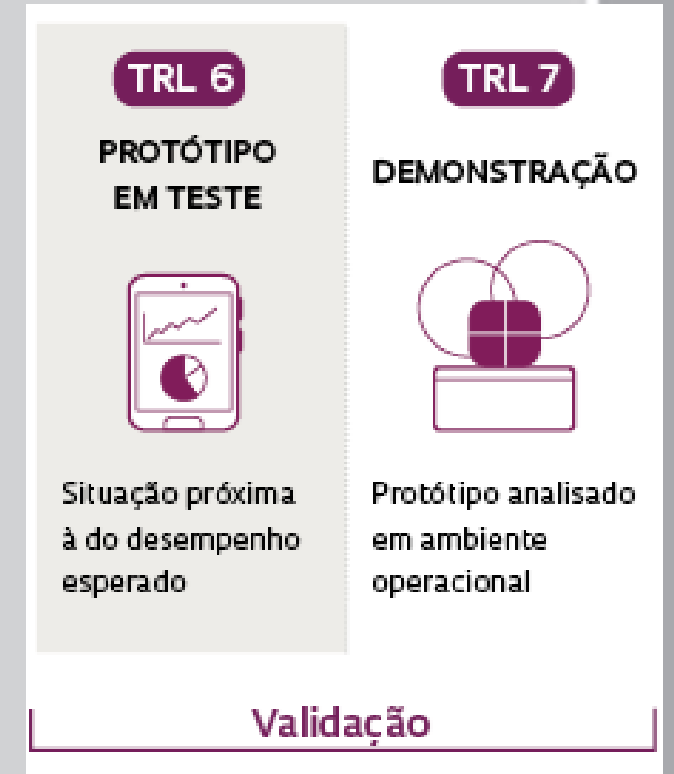 TRL 6
PROTÓTIPO
EM TESTE
Situação próxima
à do desempenho
esperado
TRL 7
DEMONSTRAÇÃO
Protótipo analisado
em ambiente
operacional
Validação